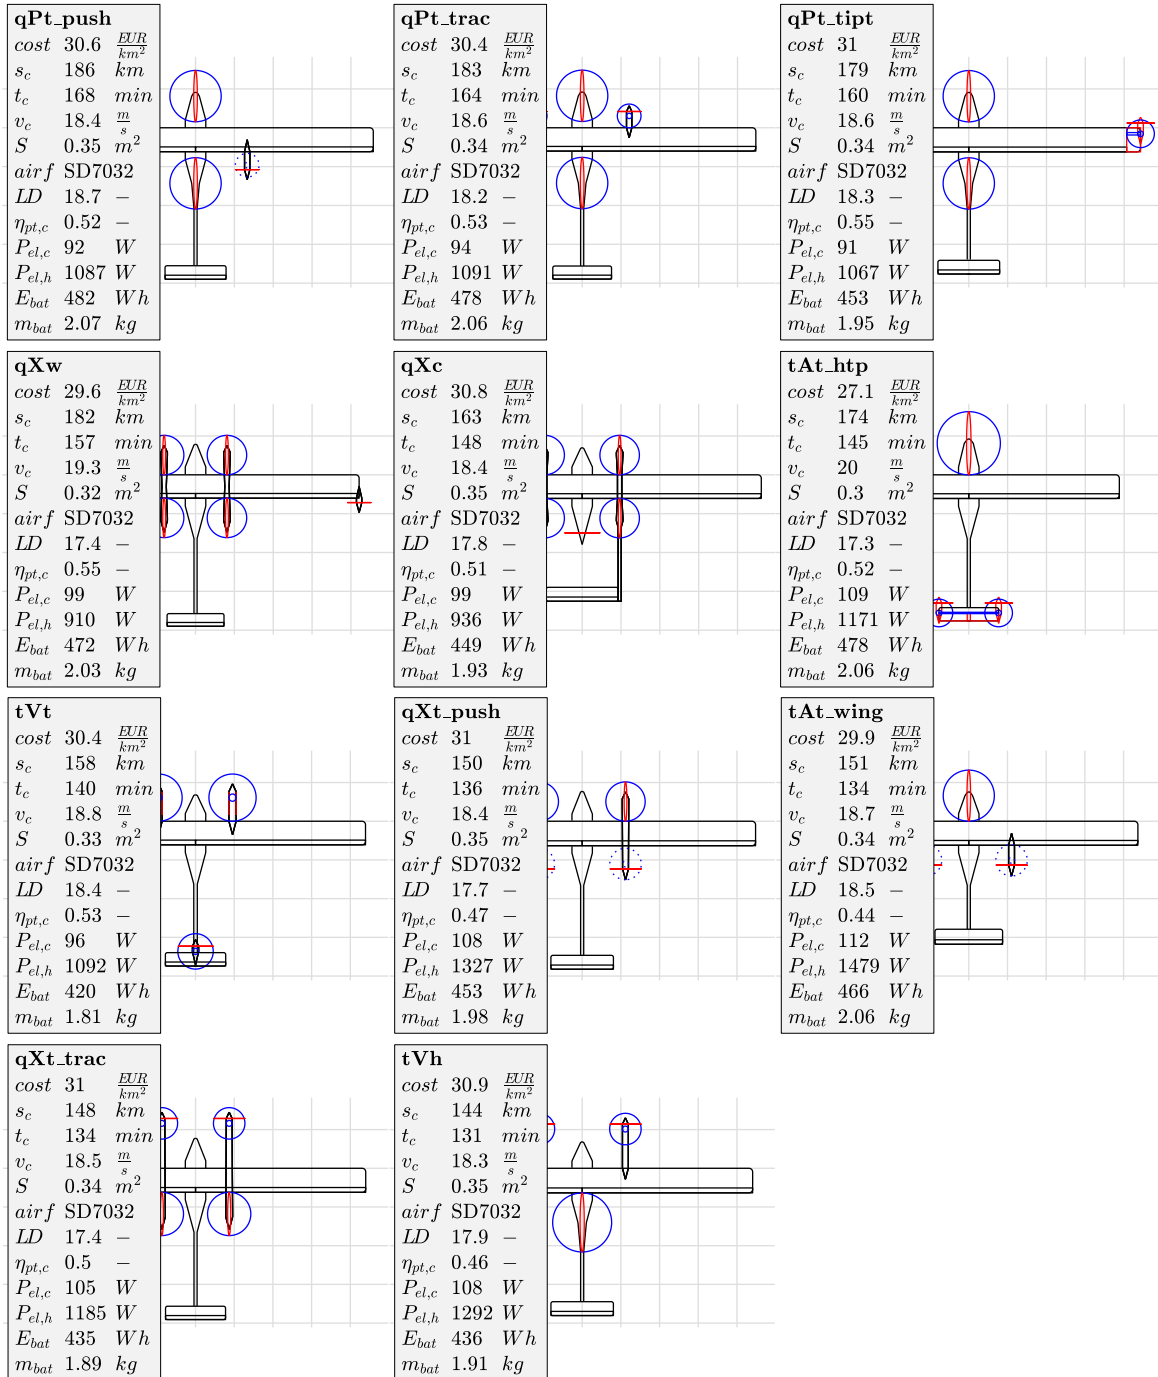 qPt_push
cost 30.6 EUR/km²
s_c 186 km
t_c 168 min
v_c 18.4 m/s
S 0.35 m²
airf SD7032
LD 18.7 −
η_pt,c 0.52 −
P_el,c 92 W
P_el,h 1087 W
E_bat 482 Wh
m_bat 2.07 kg
qPt_trac
cost 30.4 EUR/km²
s_c 183 km
t_c 164 min
v_c 18.6 m/s
S 0.34 m²
airf SD7032
LD 18.2 −
η_pt,c 0.53 −
P_el,c 94 W
P_el,h 1091 W
E_bat 478 Wh
m_bat 2.06 kg
qPt_tipt
cost 31 EUR/km²
s_c 179 km
t_c 160 min
v_c 18.6 m/s
S 0.34 m²
airf SD7032
LD 18.3 −
η_pt,c 0.55 −
P_el,c 91 W
P_el,h 1067 W
E_bat 453 Wh
m_bat 1.95 kg
qXw
cost 29.6 EUR/km²
s_c 182 km
t_c 157 min
v_c 19.3 m/s
S 0.32 m²
airf SD7032
LD 17.4 −
η_pt,c 0.55 −
P_el,c 99 W
P_el,h 910 W
E_bat 472 Wh
m_bat 2.03 kg
qXc
cost 30.8 EUR/km²
s_c 163 km
t_c 148 min
v_c 18.4 m/s
S 0.35 m²
airf SD7032
LD 17.8 −
η_pt,c 0.51 −
P_el,c 99 W
P_el,h 936 W
E_bat 449 Wh
m_bat 1.93 kg
tAt_htp
cost 27.1 EUR/km²
s_c 174 km
t_c 145 min
v_c 20 m/s
S 0.3 m²
airf SD7032
LD 17.3 −
η_pt,c 0.52 −
P_el,c 109 W
P_el,h 1171 W
E_bat 478 Wh
m_bat 2.06 kg
tVt
cost 30.4 EUR/km²
s_c 158 km
t_c 140 min
v_c 18.8 m/s
S 0.33 m²
airf SD7032
LD 18.4 −
η_pt,c 0.53 −
P_el,c 96 W
P_el,h 1092 W
E_bat 420 Wh
m_bat 1.81 kg
qXt_push
cost 31 EUR/km²
s_c 150 km
t_c 136 min
v_c 18.4 m/s
S 0.35 m²
airf SD7032
LD 17.7 −
η_pt,c 0.47 −
P_el,c 108 W
P_el,h 1327 W
E_bat 453 Wh
m_bat 1.98 kg
tAt_wing
cost 29.9 EUR/km²
s_c 151 km
t_c 134 min
v_c 18.7 m/s
S 0.34 m²
airf SD7032
LD 18.5 −
η_pt,c 0.44 −
P_el,c 112 W
P_el,h 1479 W
E_bat 466 Wh
m_bat 2.06 kg
qXt_trac
cost 31 EUR/km²
s_c 148 km
t_c 134 min
v_c 18.5 m/s
S 0.34 m²
airf SD7032
LD 17.4 −
η_pt,c 0.5 −
P_el,c 105 W
P_el,h 1185 W
E_bat 435 Wh
m_bat 1.89 kg
tVh
cost 30.9 EUR/km²
s_c 144 km
t_c 131 min
v_c 18.3 m/s
S 0.35 m²
airf SD7032
LD 17.9 −
η_pt,c 0.46 −
P_el,c 108 W
P_el,h 1292 W
E_bat 436 Wh
m_bat 1.91 kg